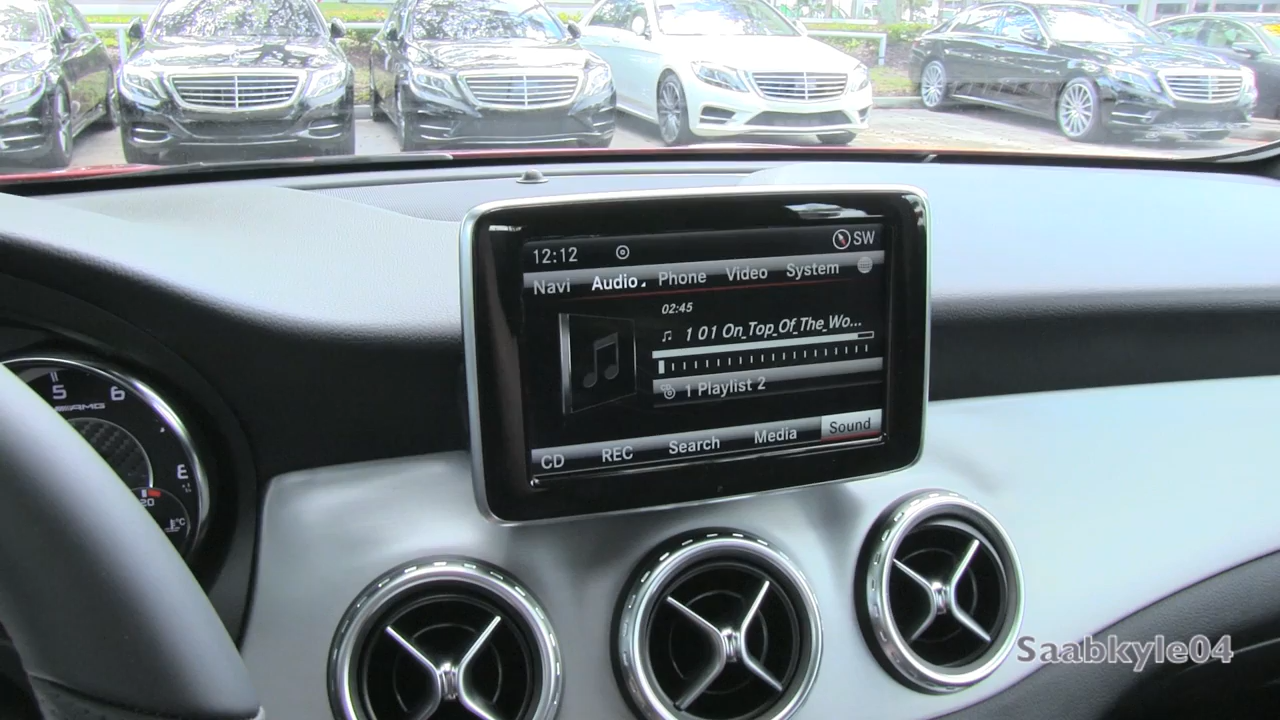 12:12 SW
Navi Audio Phone Video System
02:45
1 01 On_Top_Of_The_Wo...
1 Playlist 2
CD REC Search Media Sound
5 6
AMG
E
°C
Saabkyle04